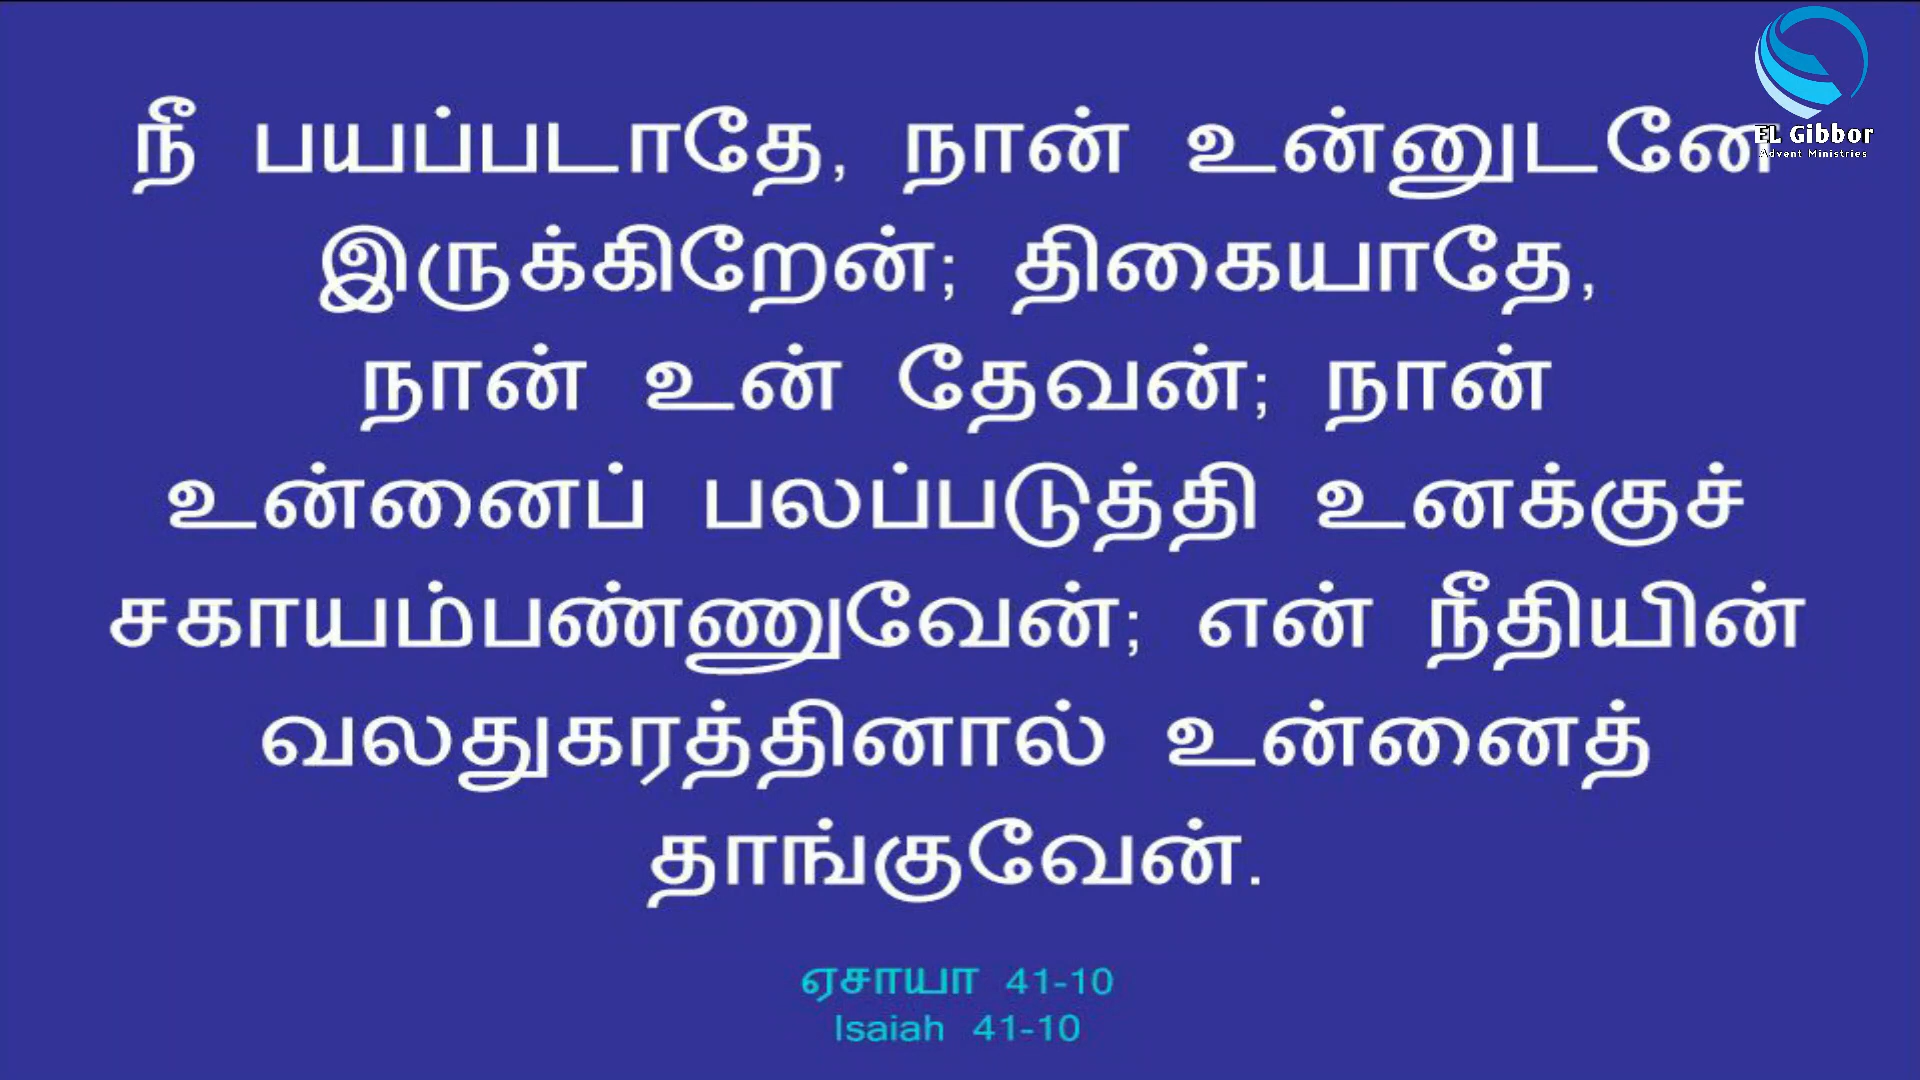 EL Gibbor
Advent Ministries
நீ பயப்படாதே, நான் உன்னுடனே
இருக்கிறேன்; திகையாதே,
நான் உன் தேவன்; நான்
உன்னைப் பலப்படுத்தி உனக்குச்
சகாயம்பண்ணுவேன்; என் நீதியின்
வலதுகரத்தினால் உன்னைத்
தாங்குவேன்.
ஏசாயா 41-10
Isaiah 41-10